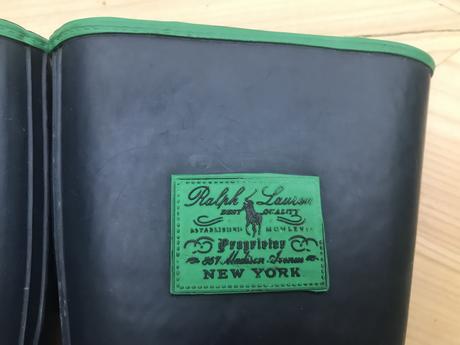 Ralph Lauren
BEST QUALITY
ESTABLISHED MCMLXVII
Proprietor
867 Madison Avenue
NEW YORK